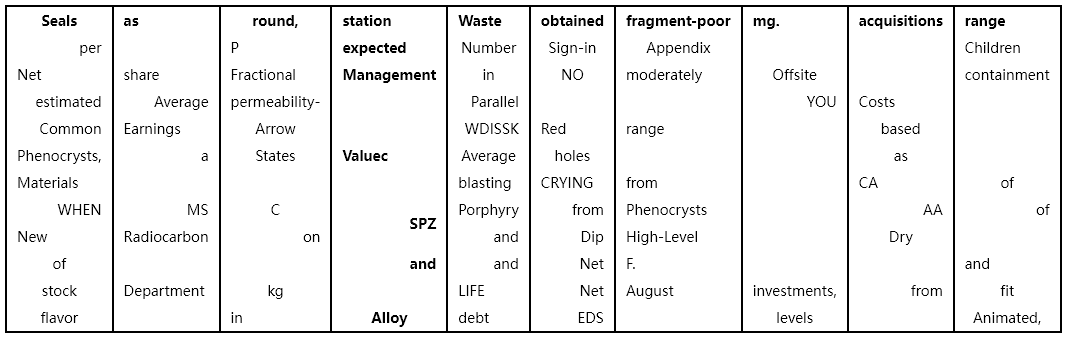 Seals as round, station Waste obtained fragment-poor mg. acquisitions range
per P expected Number Sign-in Appendix Children
Net share Fractional Management in NO moderately Offsite containment
estimated Average permeability- Parallel YOU Costs
Common Earnings Arrow WDISSK Red range based
Phenocrysts, a States Valuec Average holes as
Materials blasting CRYING from CA of
WHEN MS C SPZ Porphyry from Phenocrysts AA of
New Radiocarbon on and Dip High-Level Dry
of and and Net F. and
stock Department kg LIFE Net August investments, from fit
flavor in Alloy debt EDS levels Animated,